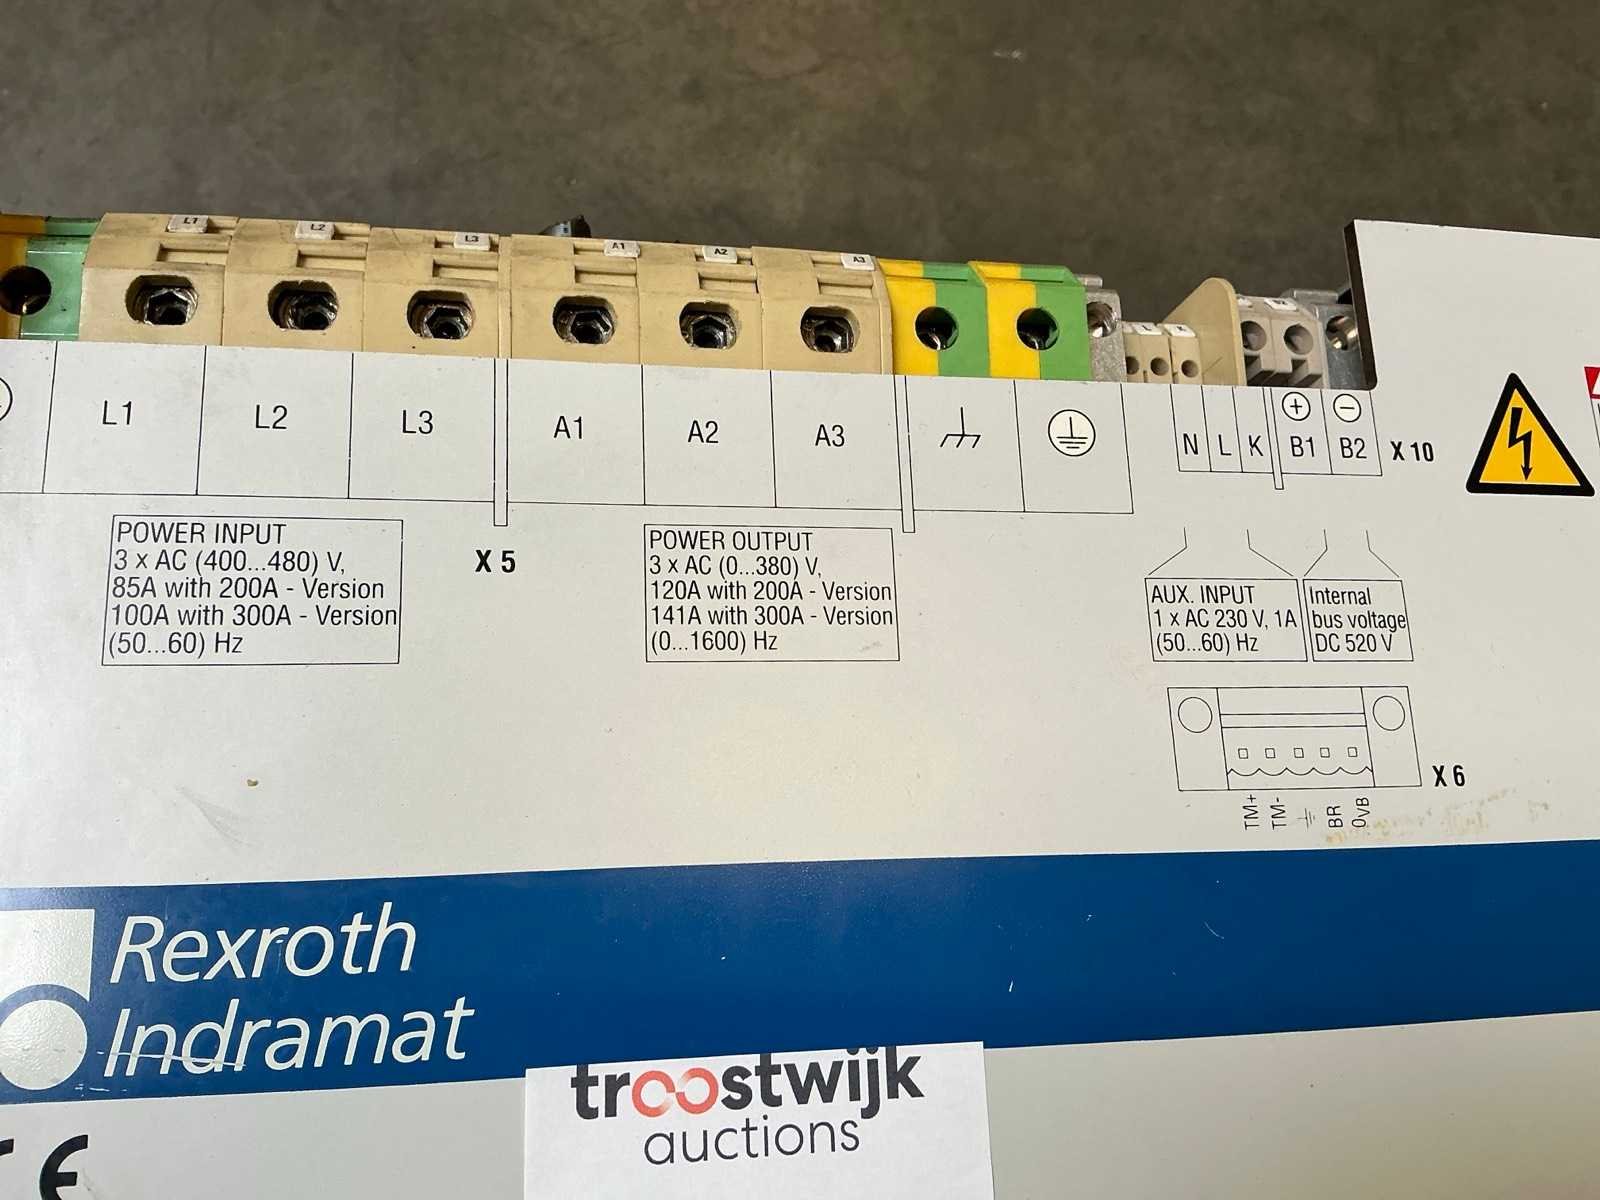 L1
L2
L3
A1
A2
A3
L
K
L1
L2
L3
A1
A2
A3
N
L
K
+
B1
−
B2
X 10
POWER INPUT
3 x AC (400...480) V,
85A with 200A - Version
100A with 300A - Version
(50...60) Hz
X 5
POWER OUTPUT
3 x AC (0...380) V,
120A with 200A - Version
141A with 300A - Version
(0...1600) Hz
AUX. INPUT
1 x AC 230 V, 1A
(50...60) Hz
Internal
bus voltage
DC 520 V
X 6
TM+
TM-
BR
0VB
Rexroth
Indramat
troostwijk
auctions
CE